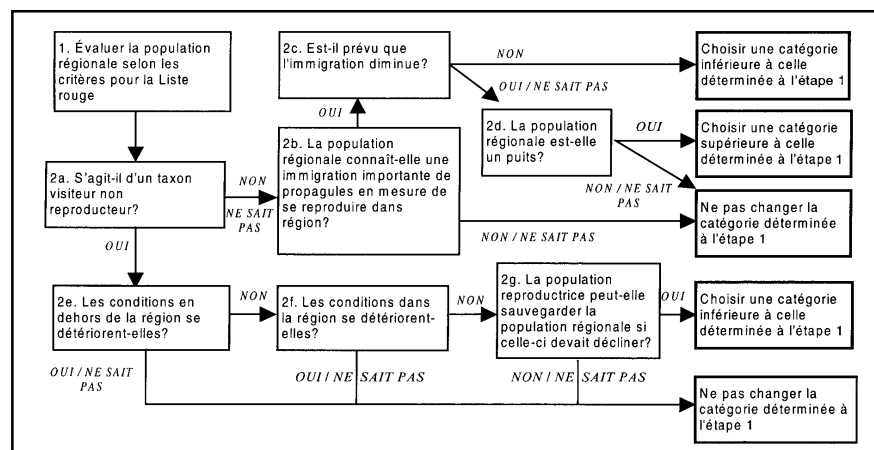 1. Évaluer la population
régionale selon les
critères pour la Liste
rouge
2c. Est-il prévu que
l'immigration diminue?
NON
Choisir une catégorie
inférieure à celle
déterminée à l'étape 1
OUI / NE SAIT PAS
OUI
2d. La population
régionale est-elle
un puits?
OUI
Choisir une catégorie
supérieure à celle
déterminée à l'étape 1
2b. La population
régionale connaît-elle une
immigration importante de
propagules en mesure de
se reproduire dans
région?
2a. S'agit-il d'un taxon
visiteur non
reproducteur?
NON
NE SAIT
PAS
NON / NE SAIT
PAS
NON / NE SAIT PAS
Ne pas changer la
catégorie déterminée
à l'étape 1
OUI
2e. Les conditions en
dehors de la région se
détériorent-elles?
NON
2f. Les conditions dans
la région se détériorent-
elles?
NON
2g. La population
reproductrice peut-elle
sauvegarder la
population régionale si
celle-ci devait décliner?
OUI
Choisir une catégorie
inférieure à celle
déterminée à l'étape 1
OUI / NE SAIT
PAS
OUI / NE SAIT PAS
NON / NE SAIT PAS
Ne pas changer la
catégorie déterminée à
l'étape 1